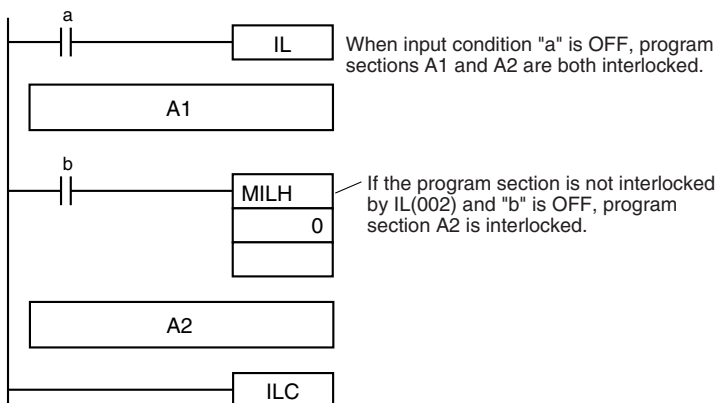 a
IL
When input condition "a" is OFF, program
sections A1 and A2 are both interlocked.
A1
b
MILH
If the program section is not interlocked
by IL(002) and "b" is OFF, program
section A2 is interlocked.
0
A2
ILC